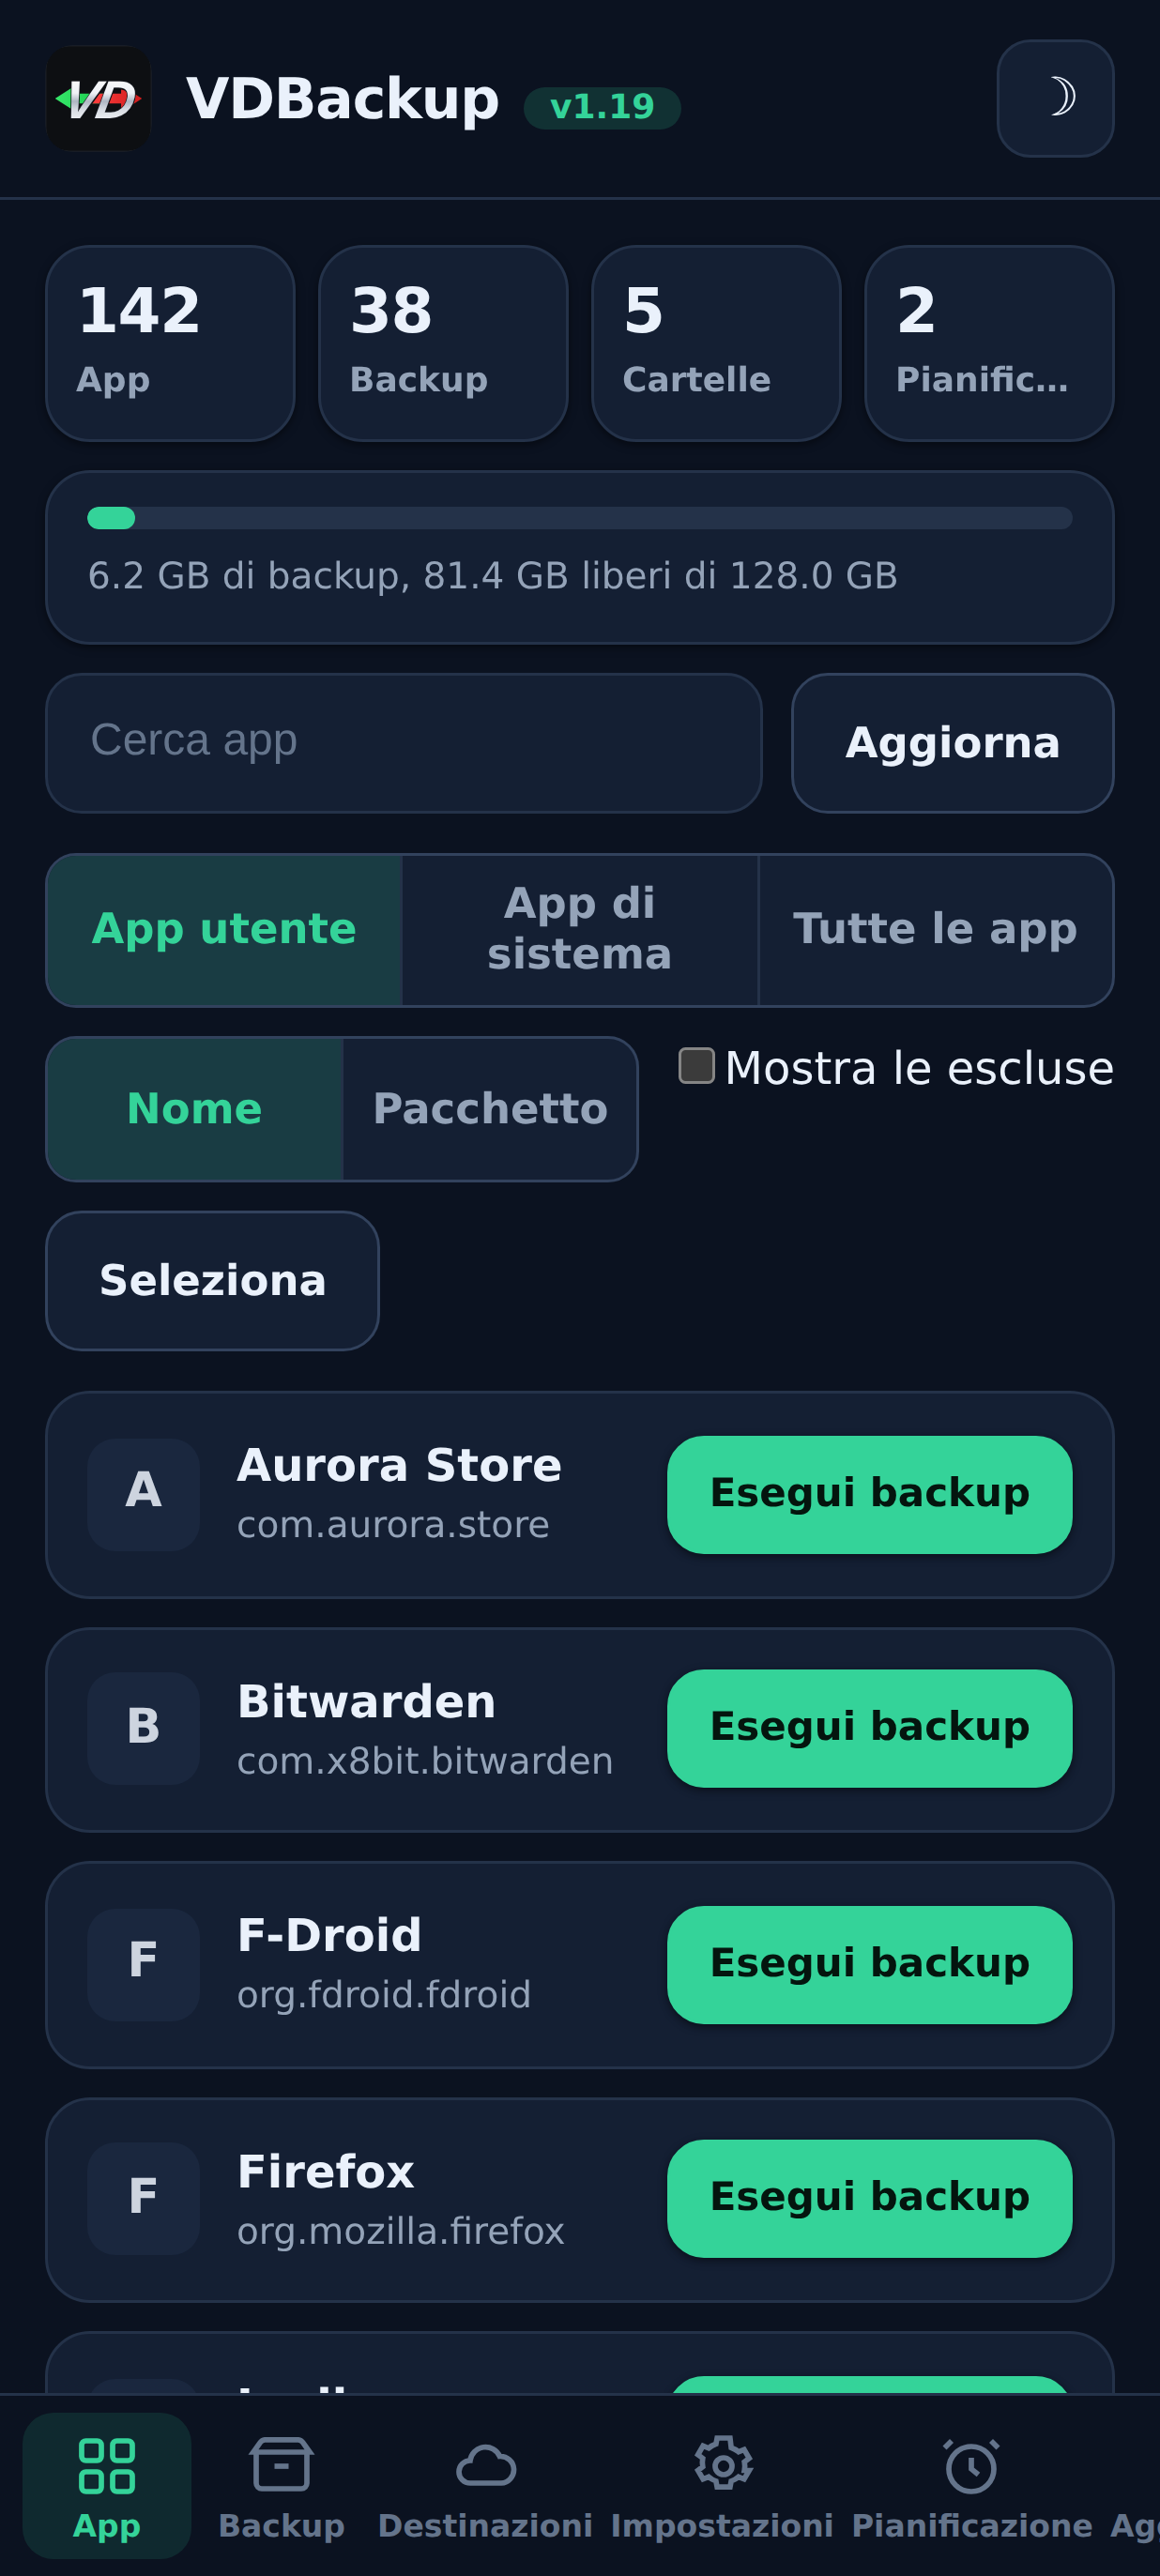 VD
VDBackup v1.19
142
App
38
Backup
5
Cartelle
2
Pianific...
6.2 GB di backup, 81.4 GB liberi di 128.0 GB
Cerca app
Aggiorna
App utente
App di
sistema
Tutte le app
Nome
Pacchetto
Mostra le escluse
Seleziona
A
Aurora Store
com.aurora.store
Esegui backup
B
Bitwarden
com.x8bit.bitwarden
Esegui backup
F
F-Droid
org.fdroid.fdroid
Esegui backup
F
Firefox
org.mozilla.firefox
Esegui backup
App
Backup
Destinazioni
Impostazioni
Pianificazione